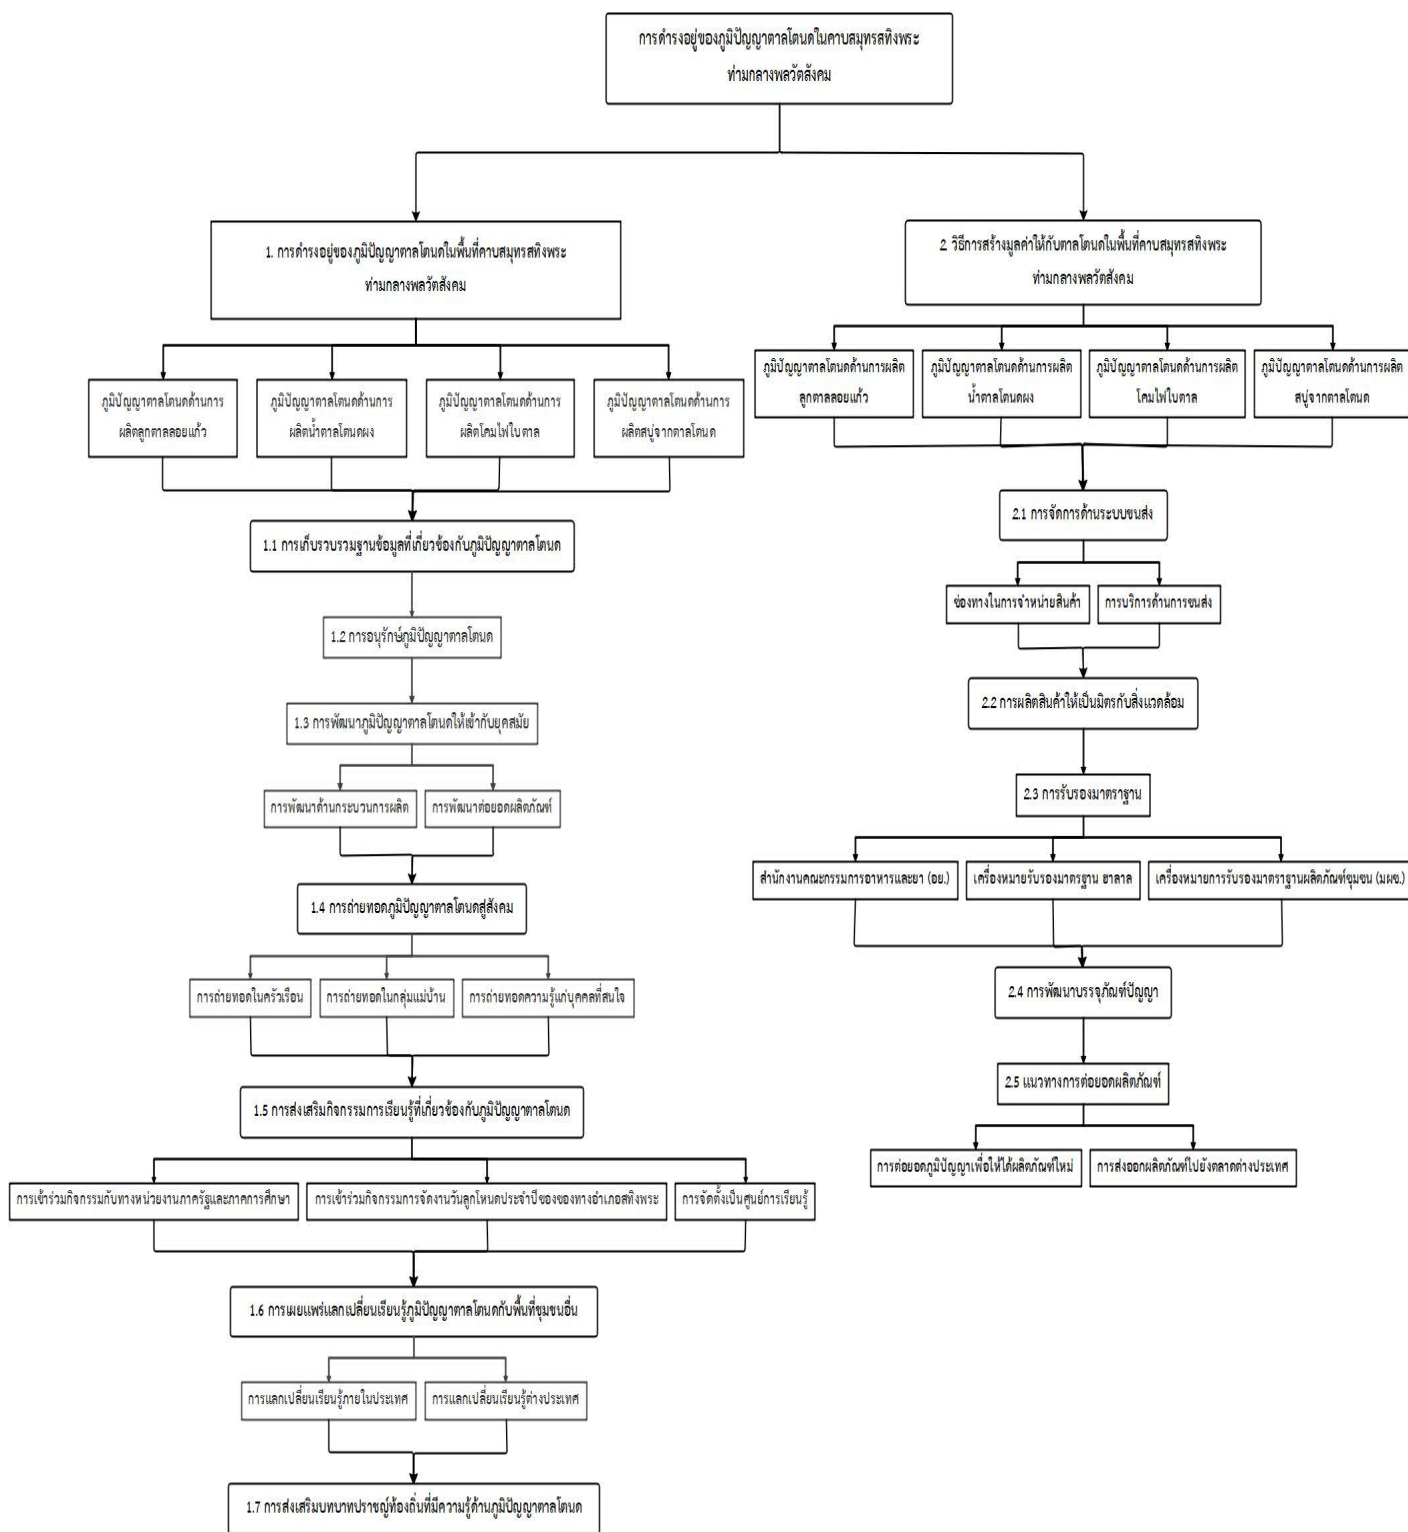 การดำรงอยู่ของภูมิปัญญาตาลโตนดในคาบสมุทรสทิงพระ
ท่ามกลางพลวัตสังคม
1. การดำรงอยู่ของภูมิปัญญาตาลโตนดในพื้นที่คาบสมุทรสทิงพระ
ท่ามกลางพลวัตสังคม
ภูมิปัญญาตาลโตนดด้านการ
ผลิตลูกตาลลอยแก้ว
ภูมิปัญญาตาลโตนดด้านการ
ผลิตน้ำตาลโตนดผง
ภูมิปัญญาตาลโตนดด้านการ
ผลิตโคมไฟใบตาล
ภูมิปัญญาตาลโตนดด้านการ
ผลิตสบู่จากตาลโตนด
1.1 การเก็บรวบรวมฐานข้อมูลที่เกี่ยวข้องกับภูมิปัญญาตาลโตนด
1.2 การอนุรักษ์ภูมิปัญญาตาลโตนด
1.3 การพัฒนาภูมิปัญญาตาลโตนดให้เข้ากับยุคสมัย
การพัฒนาด้านกระบวนการผลิต
การพัฒนาต่อยอดผลิตภัณฑ์
1.4 การถ่ายทอดภูมิปัญญาตาลโตนดสู่สังคม
การถ่ายทอดในครัวเรือน
การถ่ายทอดในกลุ่มแม่บ้าน
การถ่ายทอดความรู้แก่บุคคลที่สนใจ
1.5 การส่งเสริมกิจกรรมการเรียนรู้ที่เกี่ยวข้องกับภูมิปัญญาตาลโตนด
การเข้าร่วมกิจกรรมกับทางหน่วยงานภาครัฐและภาคการศึกษา
การเข้าร่วมกิจกรรมการจัดงานวันลูกโหนดประจำปีของของทางอำเภอสทิงพระ
การจัดตั้งเป็นศูนย์การเรียนรู้
1.6 การเผยแพร่แลกเปลี่ยนเรียนรู้ภูมิปัญญาตาลโตนดกับพื้นที่ชุมชนอื่น
การแลกเปลี่ยนเรียนรู้ภายในประเทศ
การแลกเปลี่ยนเรียนรู้ต่างประเทศ
1.7 การส่งเสริมบทบาทปราชญ์ท้องถิ่นที่มีความรู้ด้านภูมิปัญญาตาลโตนด
2. วิธีการสร้างมูลค่าให้กับตาลโตนดในพื้นที่คาบสมุทรสทิงพระ
ท่ามกลางพลวัตสังคม
ภูมิปัญญาตาลโตนดด้านการผลิต
ลูกตาลลอยแก้ว
ภูมิปัญญาตาลโตนดด้านการผลิต
น้ำตาลโตนดผง
ภูมิปัญญาตาลโตนดด้านการผลิต
โคมไฟใบตาล
ภูมิปัญญาตาลโตนดด้านการผลิต
สบู่จากตาลโตนด
2.1 การจัดการด้านระบบขนส่ง
ช่องทางในการจำหน่ายสินค้า
การบริการด้านการขนส่ง
2.2 การผลิตสินค้าให้เป็นมิตรกับสิ่งแวดล้อม
2.3 การรับรองมาตราฐาน
สำนักงานคณะกรรมการอาหารและยา (อย.)
เครื่องหมายรับรองมาตรฐาน ฮาลาล
เครื่องหมายการรับรองมาตราฐานผลิตภัณฑ์ชุมชน (มผช.)
2.4 การพัฒนาบรรจุภัณฑ์ปัญญา
2.5 แนวทางการต่อยอดผลิตภัณฑ์
การต่อยอดภูมิปัญญาเพื่อให้ได้ผลิตภัณฑ์ใหม่
การส่งออกผลิตภัณฑ์ไปยังตลาดต่างประเทศ